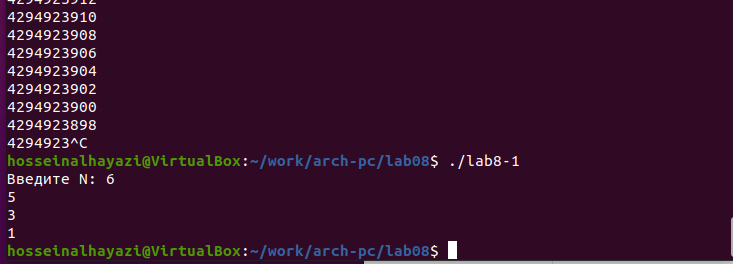 4294923912
4294923910
4294923908
4294923906
4294923904
4294923902
4294923900
4294923898
4294923^C
hosseinalhayazi@VirtualBox:~/work/arch-pc/lab08$ ./lab8-1
Введите N: 6
5
3
1
hosseinalhayazi@VirtualBox:~/work/arch-pc/lab08$